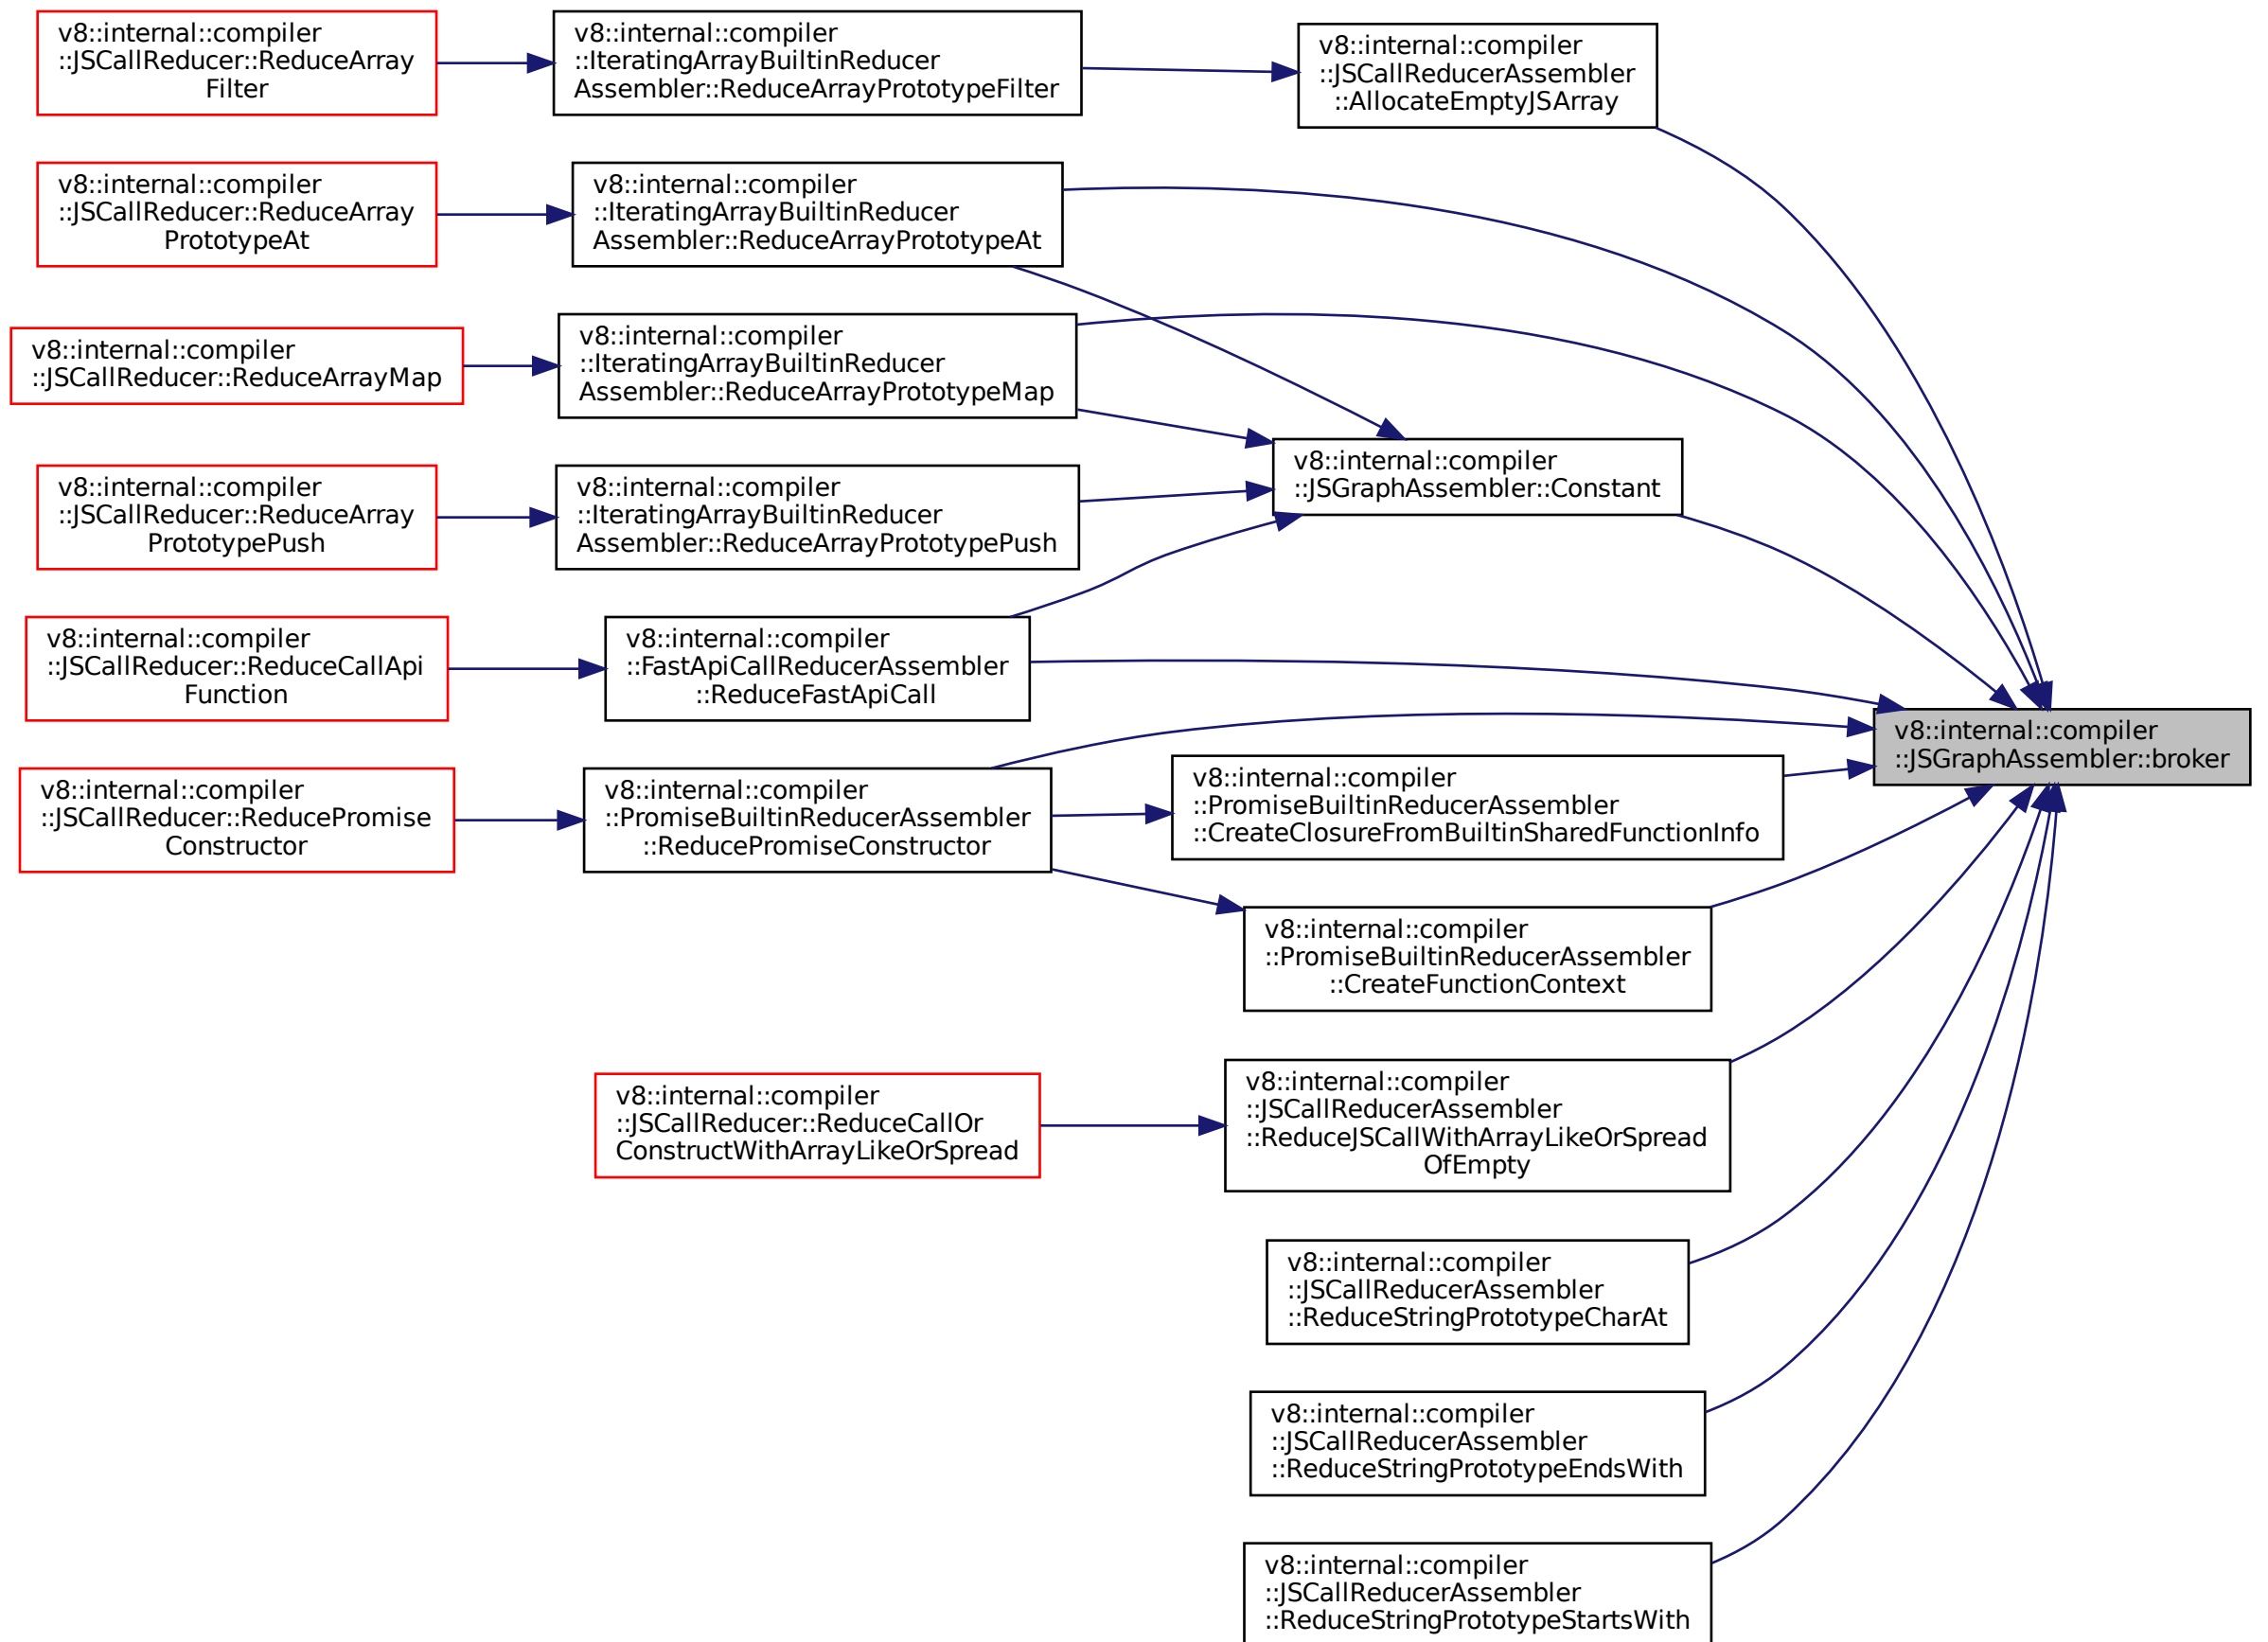 v8::internal::compiler
::JSCallReducer::ReduceArray
Filter
v8::internal::compiler
::IteratingArrayBuiltinReducer
Assembler::ReduceArrayPrototypeFilter
v8::internal::compiler
::JSCallReducerAssembler
::AllocateEmptyJSArray
v8::internal::compiler
::JSCallReducer::ReduceArray
PrototypeAt
v8::internal::compiler
::IteratingArrayBuiltinReducer
Assembler::ReduceArrayPrototypeAt
v8::internal::compiler
::JSCallReducer::ReduceArrayMap
v8::internal::compiler
::IteratingArrayBuiltinReducer
Assembler::ReduceArrayPrototypeMap
v8::internal::compiler
::JSGraphAssembler::Constant
v8::internal::compiler
::JSCallReducer::ReduceArray
PrototypePush
v8::internal::compiler
::IteratingArrayBuiltinReducer
Assembler::ReduceArrayPrototypePush
v8::internal::compiler
::JSCallReducer::ReduceCallApi
Function
v8::internal::compiler
::FastApiCallReducerAssembler
::ReduceFastApiCall
v8::internal::compiler
::JSGraphAssembler::broker
v8::internal::compiler
::JSCallReducer::ReducePromise
Constructor
v8::internal::compiler
::PromiseBuiltinReducerAssembler
::ReducePromiseConstructor
v8::internal::compiler
::PromiseBuiltinReducerAssembler
::CreateClosureFromBuiltinSharedFunctionInfo
v8::internal::compiler
::PromiseBuiltinReducerAssembler
::CreateFunctionContext
v8::internal::compiler
::JSCallReducer::ReduceCallOr
ConstructWithArrayLikeOrSpread
v8::internal::compiler
::JSCallReducerAssembler
::ReduceJSCallWithArrayLikeOrSpread
OfEmpty
v8::internal::compiler
::JSCallReducerAssembler
::ReduceStringPrototypeCharAt
v8::internal::compiler
::JSCallReducerAssembler
::ReduceStringPrototypeEndsWith
v8::internal::compiler
::JSCallReducerAssembler
::ReduceStringPrototypeStartsWith